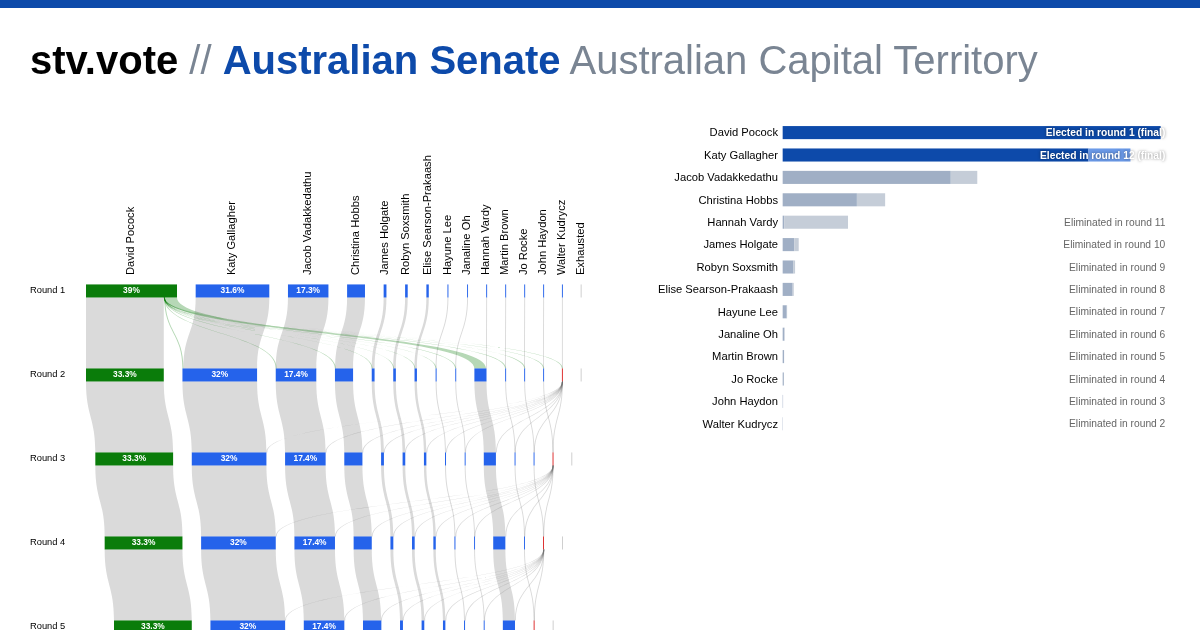 stv.vote // Australian Senate Australian Capital Territory
David Pocock
Katy Gallagher
Jacob Vadakkedathu
Christina Hobbs
James Holgate
Robyn Soxsmith
Elise Searson-Prakaash
Hayune Lee
Janaline Oh
Hannah Vardy
Martin Brown
Jo Rocke
John Haydon
Walter Kudrycz
Exhausted
Round 1
39%
31.6%
17.3%
Round 2
33.3%
32%
17.4%
Round 3
33.3%
32%
17.4%
Round 4
33.3%
32%
17.4%
Round 5
33.3%
32%
17.4%
David Pocock Elected in round 1 (final)
Katy Gallagher Elected in round 12 (final)
Jacob Vadakkedathu
Christina Hobbs
Hannah Vardy Eliminated in round 11
James Holgate Eliminated in round 10
Robyn Soxsmith Eliminated in round 9
Elise Searson-Prakaash Eliminated in round 8
Hayune Lee Eliminated in round 7
Janaline Oh Eliminated in round 6
Martin Brown Eliminated in round 5
Jo Rocke Eliminated in round 4
John Haydon Eliminated in round 3
Walter Kudrycz Eliminated in round 2